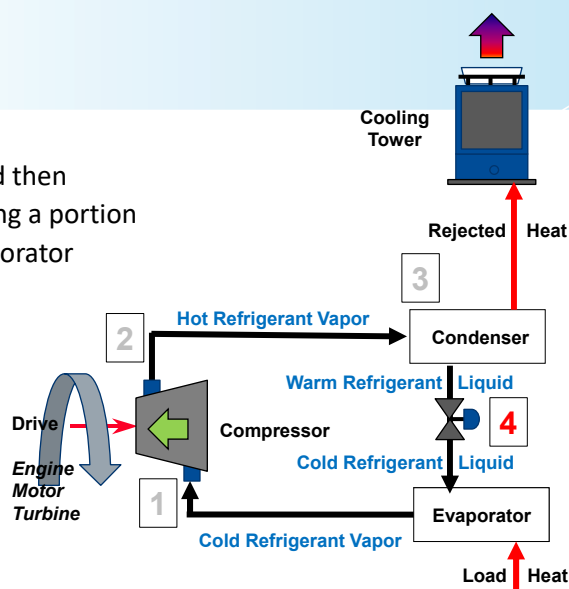 Cooling
Tower
d then
ng a portion
orator
Rejected Heat
3
2
Hot Refrigerant Vapor
Condenser
Warm Refrigerant Liquid
Drive
Compressor
4
Engine
Motor
Turbine
Cold Refrigerant Liquid
1
Evaporator
Cold Refrigerant Vapor
Load Heat